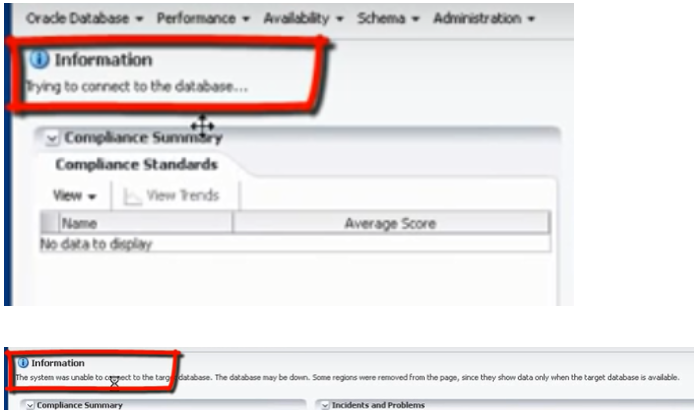 Oracle Database Performance Availability Schema Administration
Information
Trying to connect to the database...
Compliance Summary
Compliance Standards
View View Trends
Name Average Score
No data to display
Information
The system was unable to connect to the target database. The database may be down. Some regions were removed from the page, since they show data only when the target database is available.
Compliance Summary Incidents and Problems